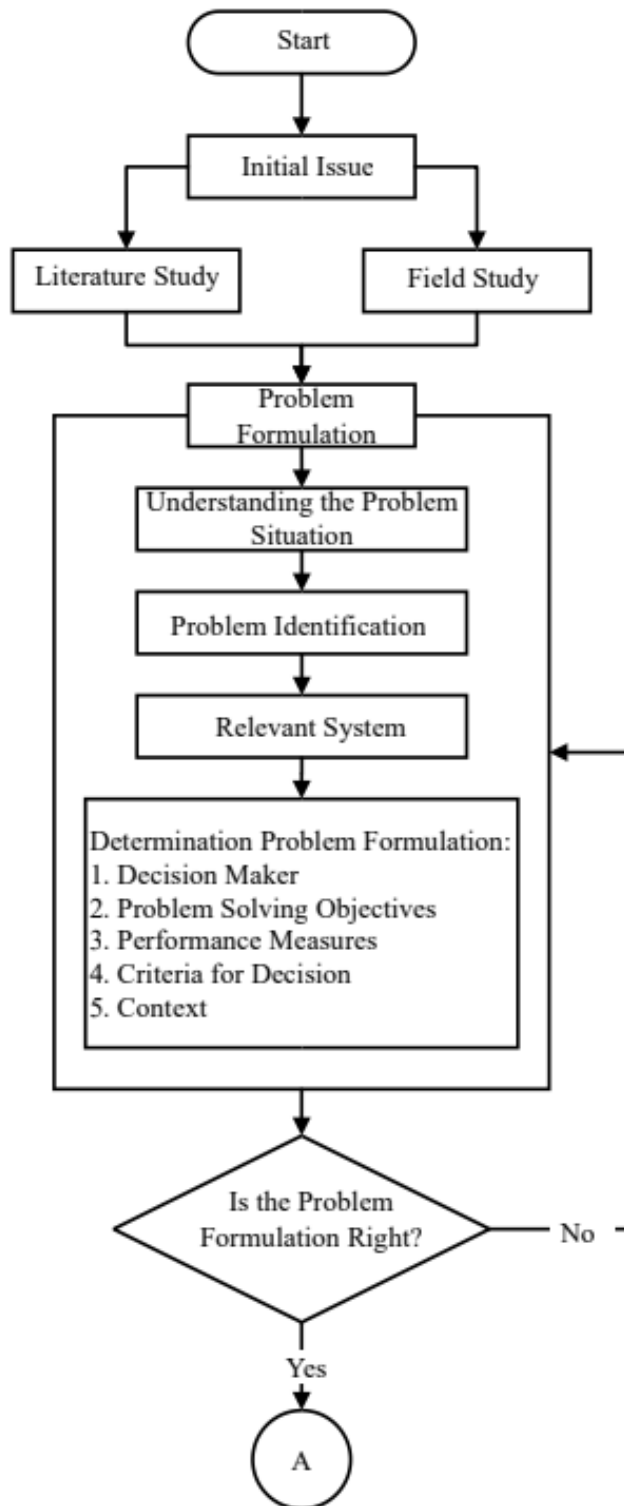 Start
Initial Issue
Literature Study
Field Study
Problem
Formulation
Understanding the Problem
Situation
Problem Identification
Relevant System
Determination Problem Formulation:
1. Decision Maker
2. Problem Solving Objectives
3. Performance Measures
4. Criteria for Decision
5. Context
Is the Problem
Formulation Right?
No
Yes
A